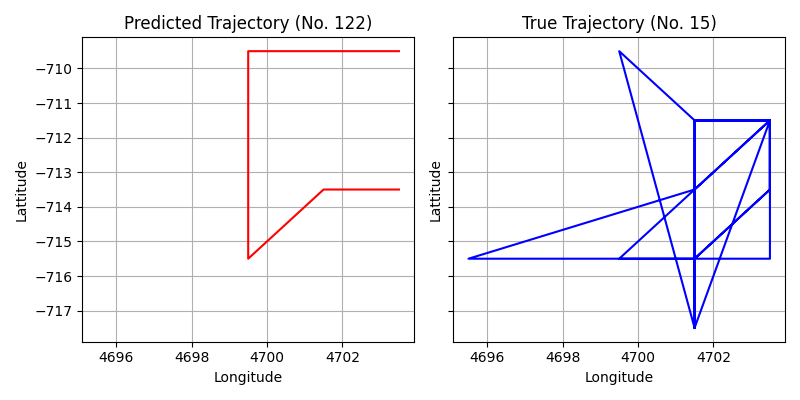 Predicted Trajectory (No. 122)
−710
−711
−712
−713
−714
−715
−716
−717
Lattitude
4696 4698 4700 4702
Longitude
True Trajectory (No. 15)
Lattitude
4696 4698 4700 4702
Longitude